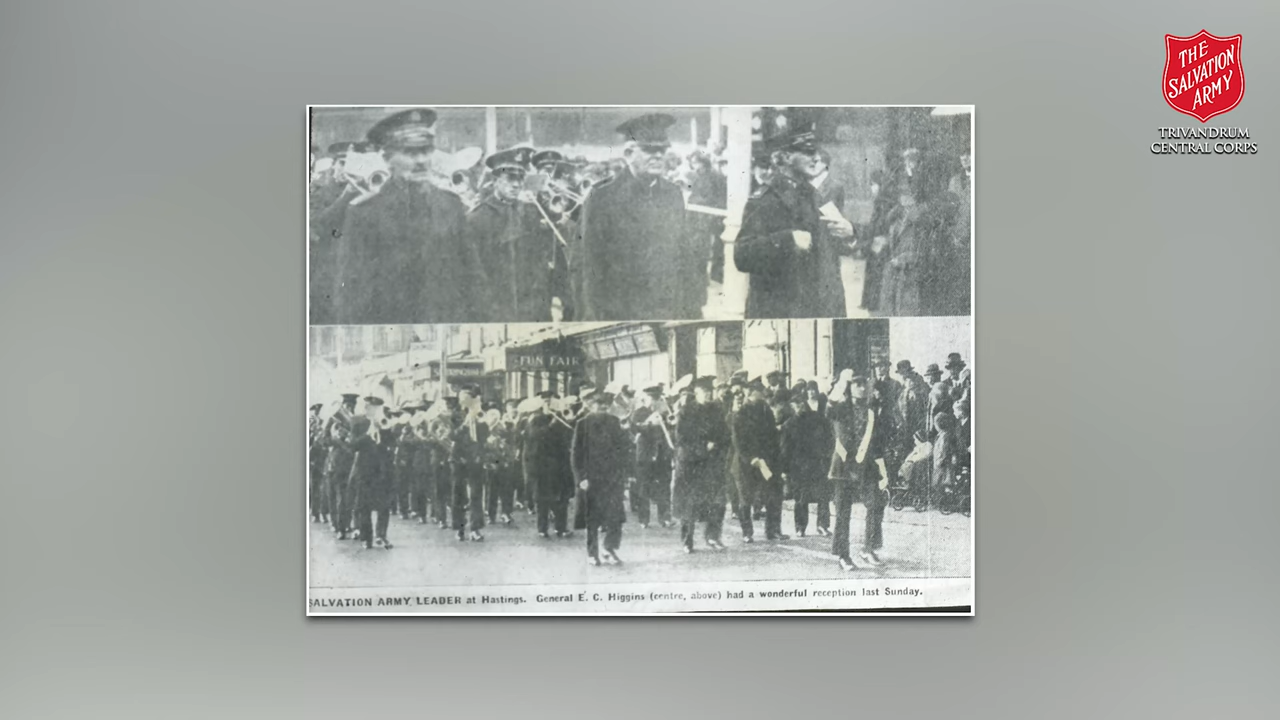 THE
SALVATION
ARMY
TRIVANDRUM
CENTRAL CORPS
FUN FAIR
SALVATION ARMY LEADER at Hastings. General E. C. Higgins (centre, above) had a wonderful reception last Sunday.